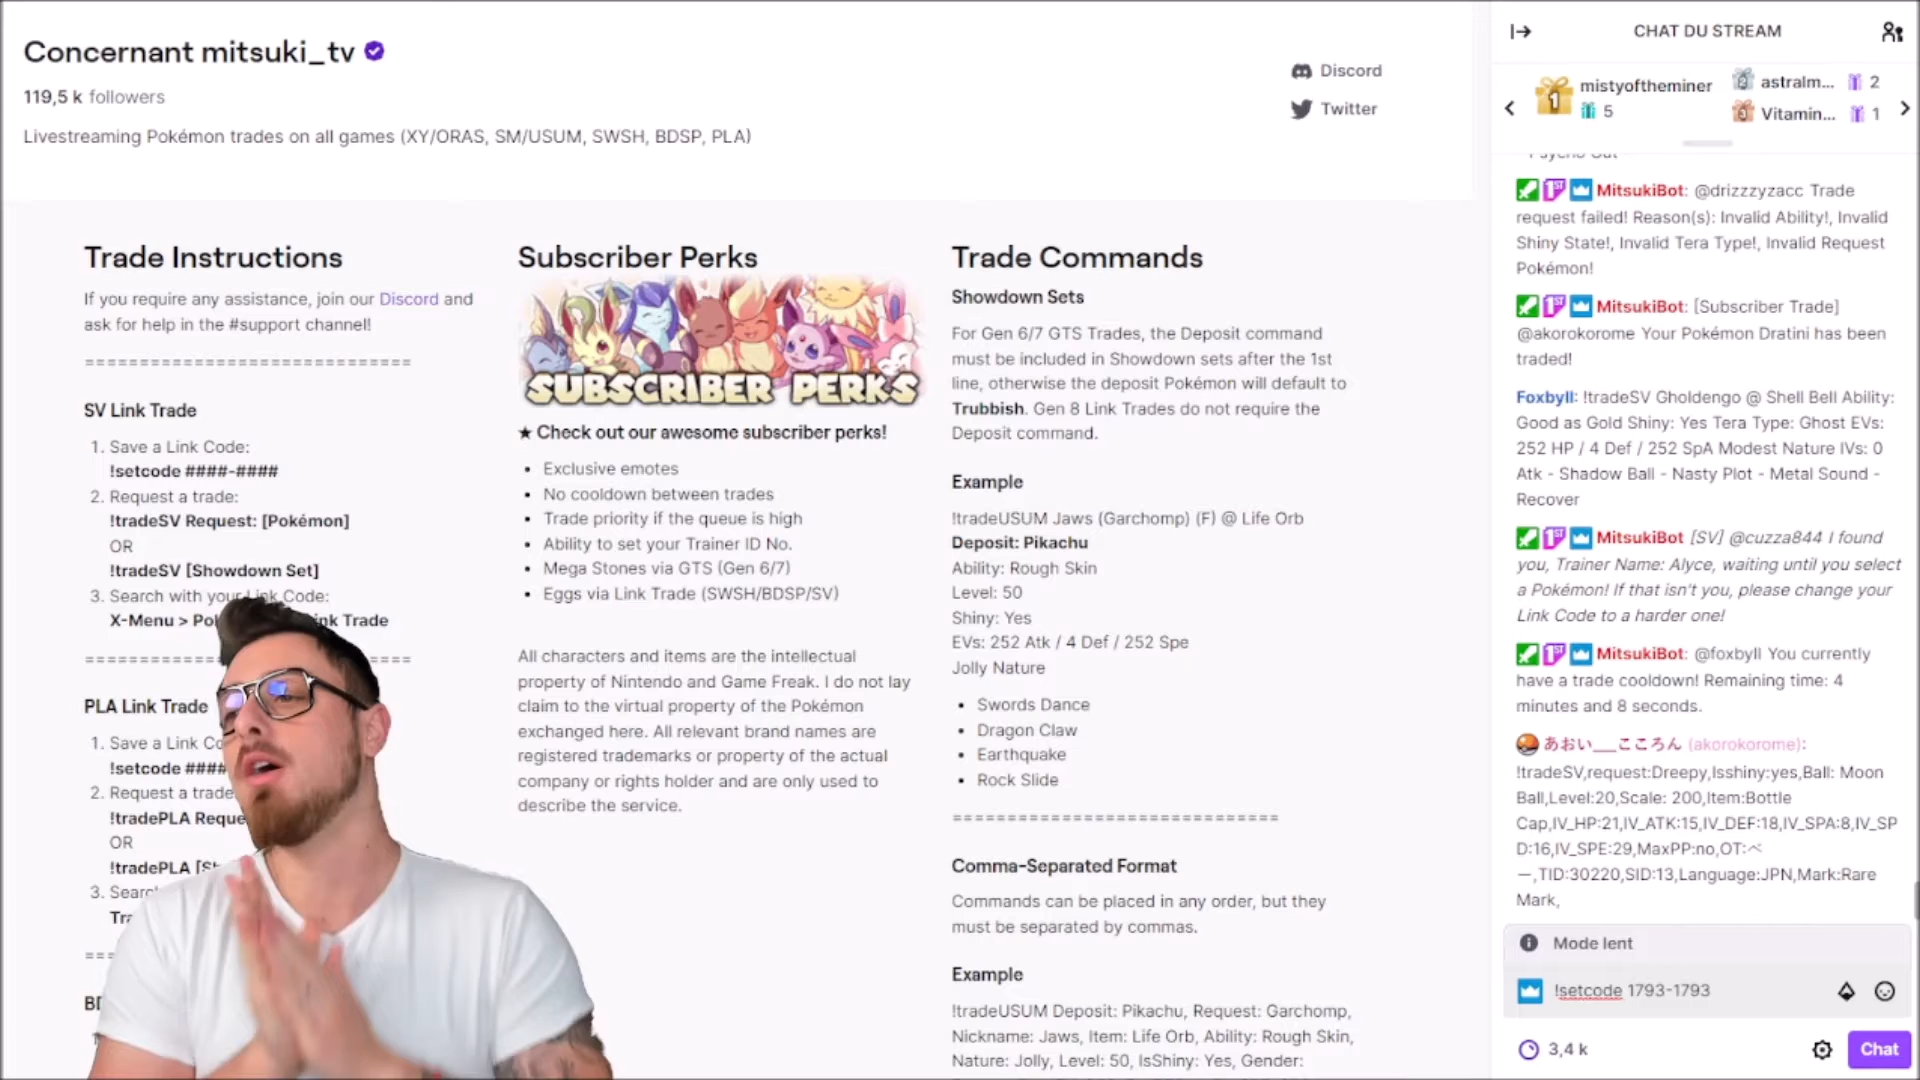 Concernant mitsuki_tv
119,5 k followers
Livestreaming Pokémon trades on all games (XY/ORAS, SM/USUM, SWSH, BDSP, PLA)
Discord
Twitter
Trade Instructions
If you require any assistance, join our Discord and
ask for help in the #support channel!
==============================
SV Link Trade
1. Save a Link Code:
!setcode ####-####
2. Request a trade:
!tradeSV Request: [Pokémon]
OR
!tradeSV [Showdown Set]
3. Search with your Link Code:
X-Menu > Po
ink Trade
PLA Link Trade
1. Save a Link Co
!setcode ####
2. Request a trade
!tradePLA Reque
OR
!tradePLA [S
3. Searc
Tr
Subscriber Perks
SUBSCRIBER PERKS
★ Check out our awesome subscriber perks!
• Exclusive emotes
• No cooldown between trades
• Trade priority if the queue is high
• Ability to set your Trainer ID No.
• Mega Stones via GTS (Gen 6/7)
• Eggs via Link Trade (SWSH/BDSP/SV)
All characters and items are the intellectual
property of Nintendo and Game Freak. I do not lay
claim to the virtual property of the Pokémon
exchanged here. All relevant brand names are
registered trademarks or property of the actual
company or rights holder and are only used to
describe the service.
Trade Commands
Showdown Sets
For Gen 6/7 GTS Trades, the Deposit command
must be included in Showdown sets after the 1st
line, otherwise the deposit Pokémon will default to
Trubbish. Gen 8 Link Trades do not require the
Deposit command.
Example
!tradeUSUM Jaws (Garchomp) (F) @ Life Orb
Deposit: Pikachu
Ability: Rough Skin
Level: 50
Shiny: Yes
EVs: 252 Atk / 4 Def / 252 Spe
Jolly Nature
• Swords Dance
• Dragon Claw
• Earthquake
• Rock Slide
==============================
Comma-Separated Format
Commands can be placed in any order, but they
must be separated by commas.
Example
!tradeUSUM Deposit: Pikachu, Request: Garchomp,
Nickname: Jaws, Item: Life Orb, Ability: Rough Skin,
Nature: Jolly, Level: 50, IsShiny: Yes, Gender:
CHAT DU STREAM
1 mistyoftheminer
5
2 astralm... 2
3 Vitamin... 1
MitsukiBot: @drizzzyzacc Trade
request failed! Reason(s): Invalid Ability!, Invalid
Shiny State!, Invalid Tera Type!, Invalid Request
Pokémon!
MitsukiBot: [Subscriber Trade]
@akorokorome Your Pokémon Dratini has been
traded!
Foxbyll: !tradeSV Gholdengo @ Shell Bell Ability:
Good as Gold Shiny: Yes Tera Type: Ghost EVs:
252 HP / 4 Def / 252 SpA Modest Nature IVs: 0
Atk - Shadow Ball - Nasty Plot - Metal Sound -
Recover
MitsukiBot [SV] @cuzza844 I found
you, Trainer Name: Alyce, waiting until you select
a Pokémon! If that isn't you, please change your
Link Code to a harder one!
MitsukiBot: @foxbyll You currently
have a trade cooldown! Remaining time: 4
minutes and 8 seconds.
あおい__こころん (akorokorome):
!tradeSV,request:Dreepy,Isshiny:yes,Ball: Moon
Ball,Level:20,Scale: 200,Item:Bottle
Cap,IV_HP:21,IV_ATK:15,IV_DEF:18,IV_SPA:8,IV_SP
D:16,IV_SPE:29,MaxPP:no,OT:べ
ー,TID:30220,SID:13,Language:JPN,Mark:Rare
Mark,
Mode lent
!setcode 1793-1793
3,4 k
Chat